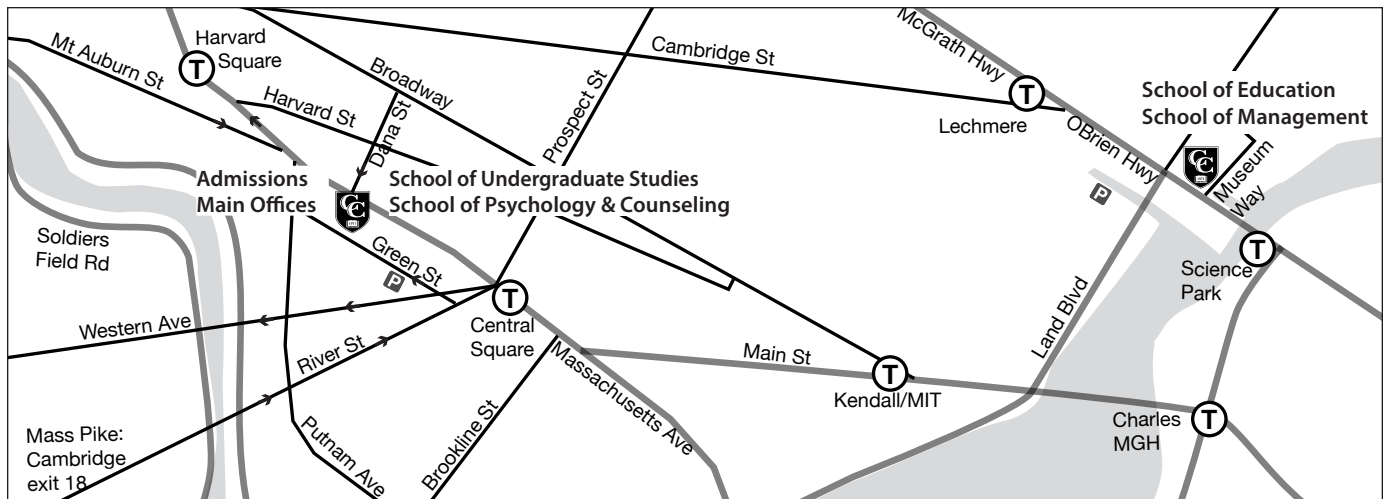 Harvard
Square
Mt Auburn St
Harvard St
Broadway
Dana St
Prospect St
Cambridge St
McGrath Hwy
T
T
Lechmere
OBrien Hwy
School of Education
School of Management
Museum
Way
Admissions
Main Offices
School of Undergraduate Studies
School of Psychology & Counseling
CC
CC
P
P
Soldiers
Field Rd
Green St
Western Ave
River St
T
Central
Square
Massachusetts Ave
Main St
T
Kendall/MIT
Land Blvd
T
Science
Park
T
Charles
MGH
Mass Pike:
Cambridge
exit 18
Putnam Ave
Brookline St